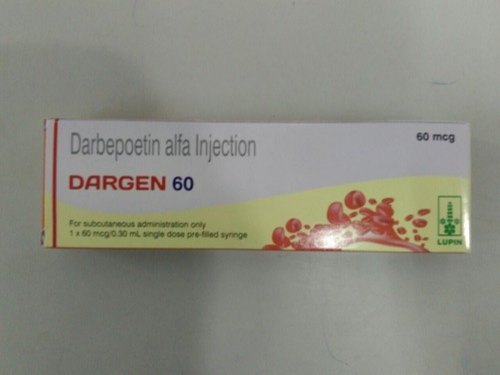 Darbepoetin alfa Injection
60 mcg
DARGEN 60
For subcutaneous administration only
1 x 60 mcg/0.30 mL single dose pre-filled syringe
LUPIN